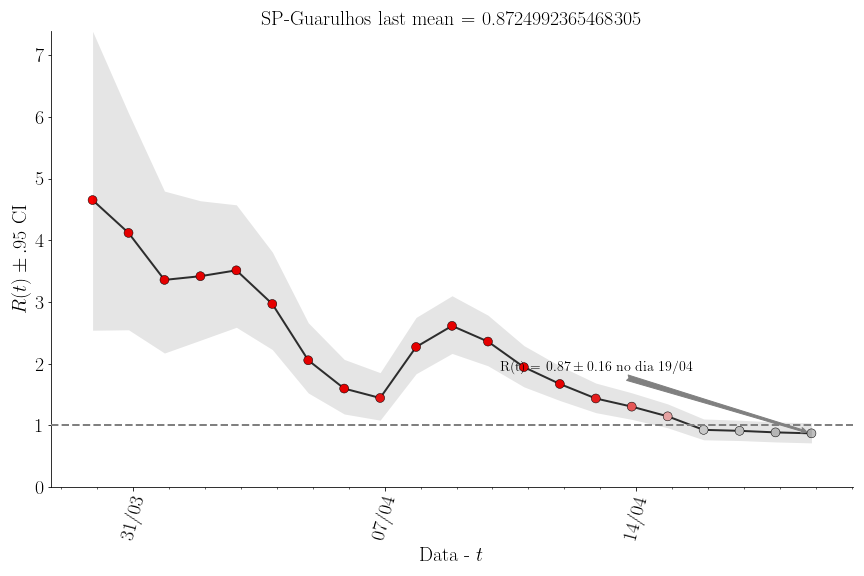 SP-Guarulhos last mean = 0.8724992365468305
7
6
5
4
3
2
1
0
R(t) ± .95 CI
R(t) = 0.87 ± 0.16 no dia 19/04
31/03
07/04
14/04
Data - t